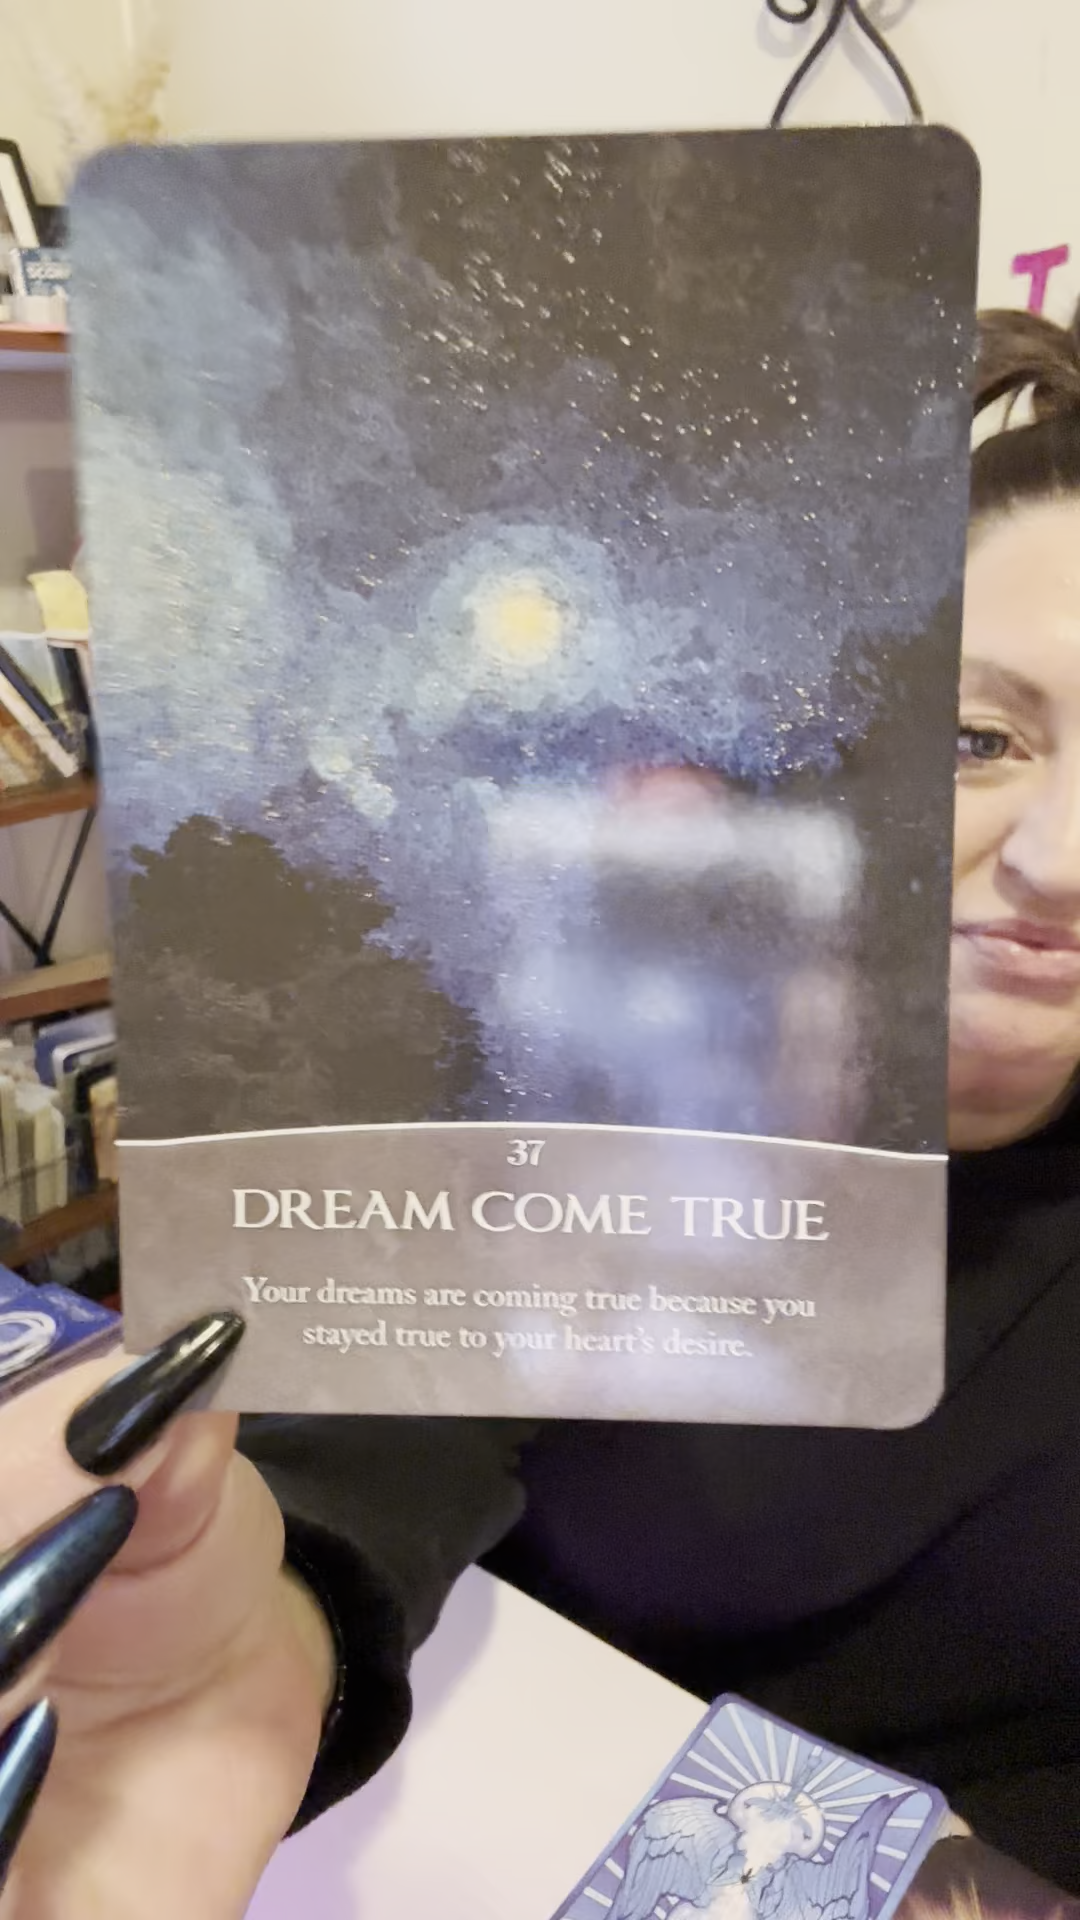 37
DREAM COME TRUE
Your dreams are coming true because you
stayed true to your heart's desire.
T